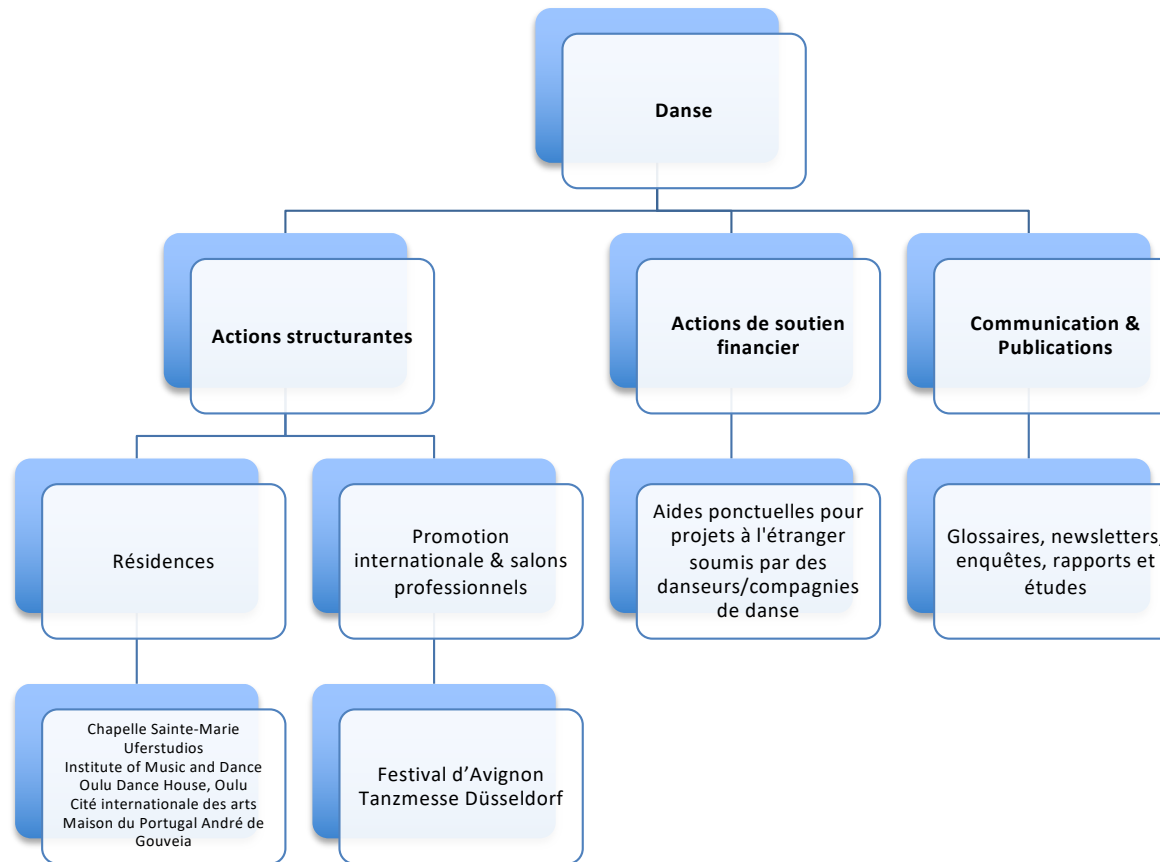 Danse
Actions structurantes
Actions de soutien
financier
Communication &
Publications
Résidences
Promotion
internationale & salons
professionnels
Aides ponctuelles pour
projets à l'étranger
soumis par des
danseurs/compagnies
de danse
Glossaires, newsletters,
enquêtes, rapports et
études
Chapelle Sainte-Marie
Uferstudios
Institute of Music and Dance
Oulu Dance House, Oulu
Cité internationale des arts
Maison du Portugal André de
Gouveia
Festival d’Avignon
Tanzmesse Düsseldorf